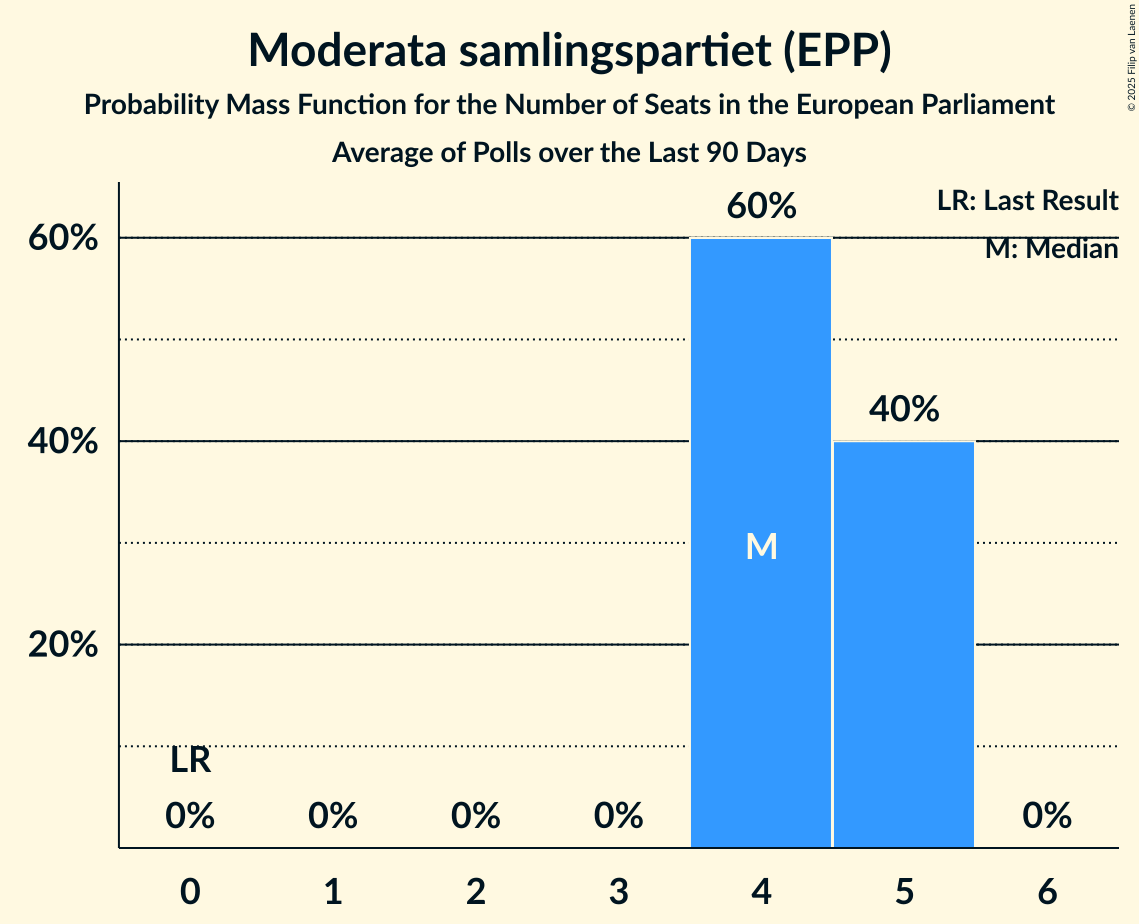 Moderata samlingspartiet (EPP)
Probability Mass Function for the Number of Seats in the European Parliament
Average of Polls over the Last 90 Days
© 2025 Filip van Laenen
LR: Last Result
M: Median
60%
40%
20%
60%
40%
M
LR
0%
0%
0%
0%
0%
0 1 2 3 4 5 6